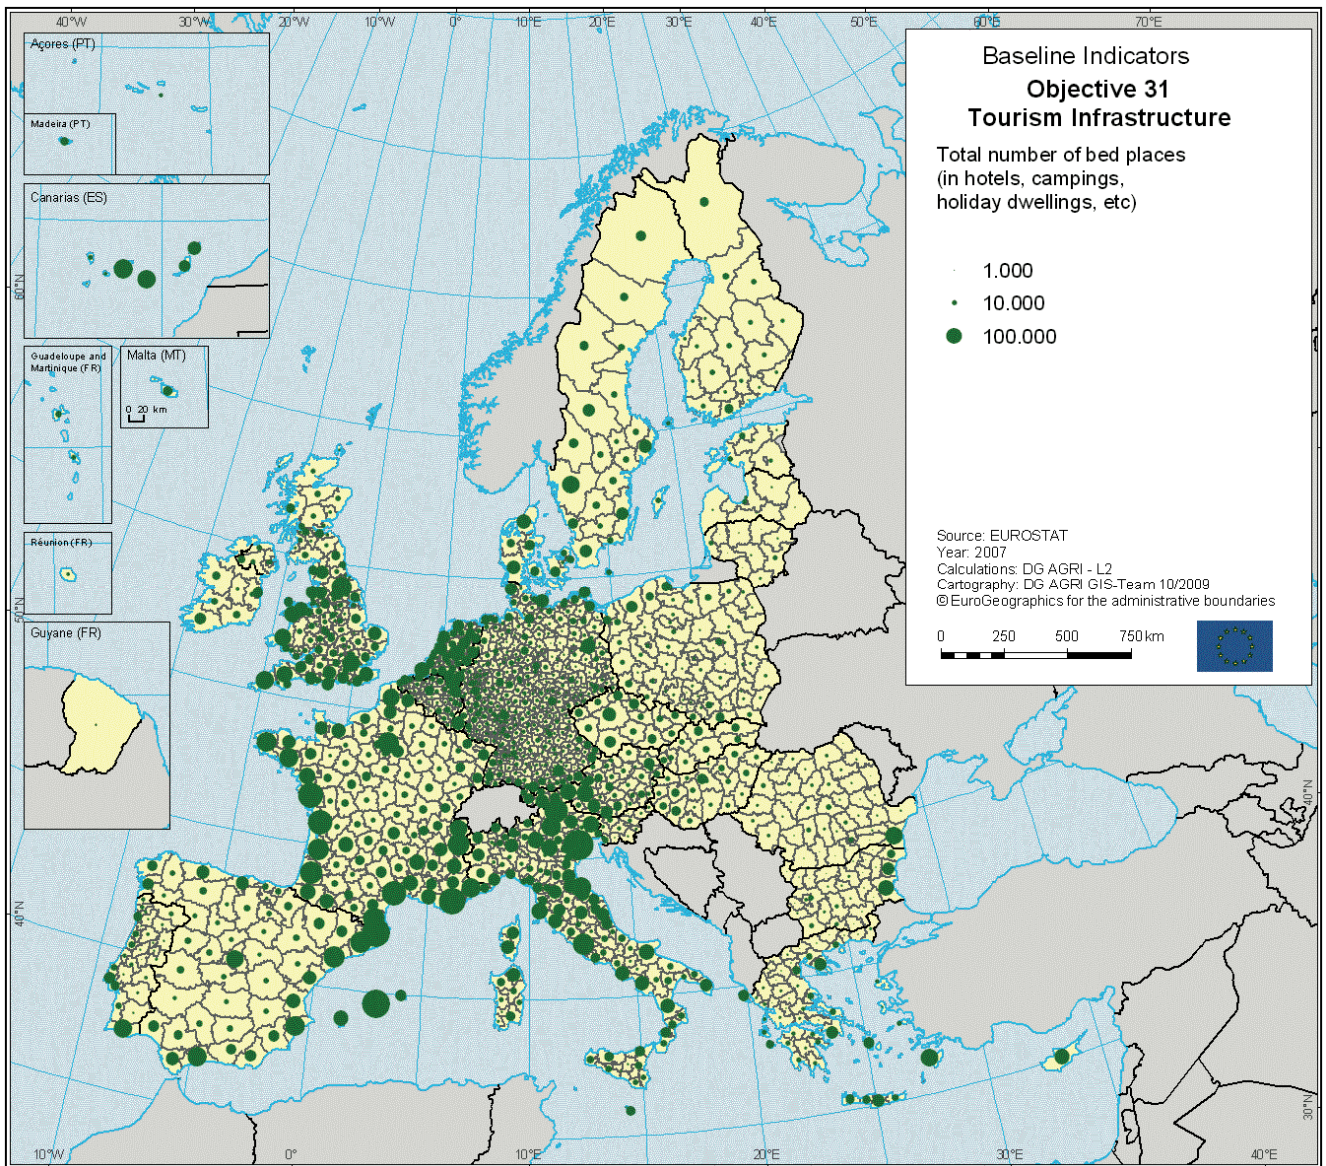 40°W 30°W 20°W 10°W 0° 10°E 20°E 30°E 40°E 50°E 60°E 70°E
Açores (PT)
Madeira (PT)
Canarias (ES)
Guadeloupe and
Martinique (FR)
Malta (MT)
0 20 km
Réunion (FR)
Guyane (FR)
60°N
50°N
40°N
Baseline Indicators
Objective 31
Tourism Infrastructure
Total number of bed places
(in hotels, campings,
holiday dwellings, etc)
1.000
10.000
100.000
Source: EUROSTAT
Year: 2007
Calculations: DG AGRI - L2
Cartography: DG AGRI GIS-Team 10/2009
© EuroGeographics for the administrative boundaries
0 250 500 750 km
40°N
30°N
10°W 0° 10°E 20°E 30°E 40°E